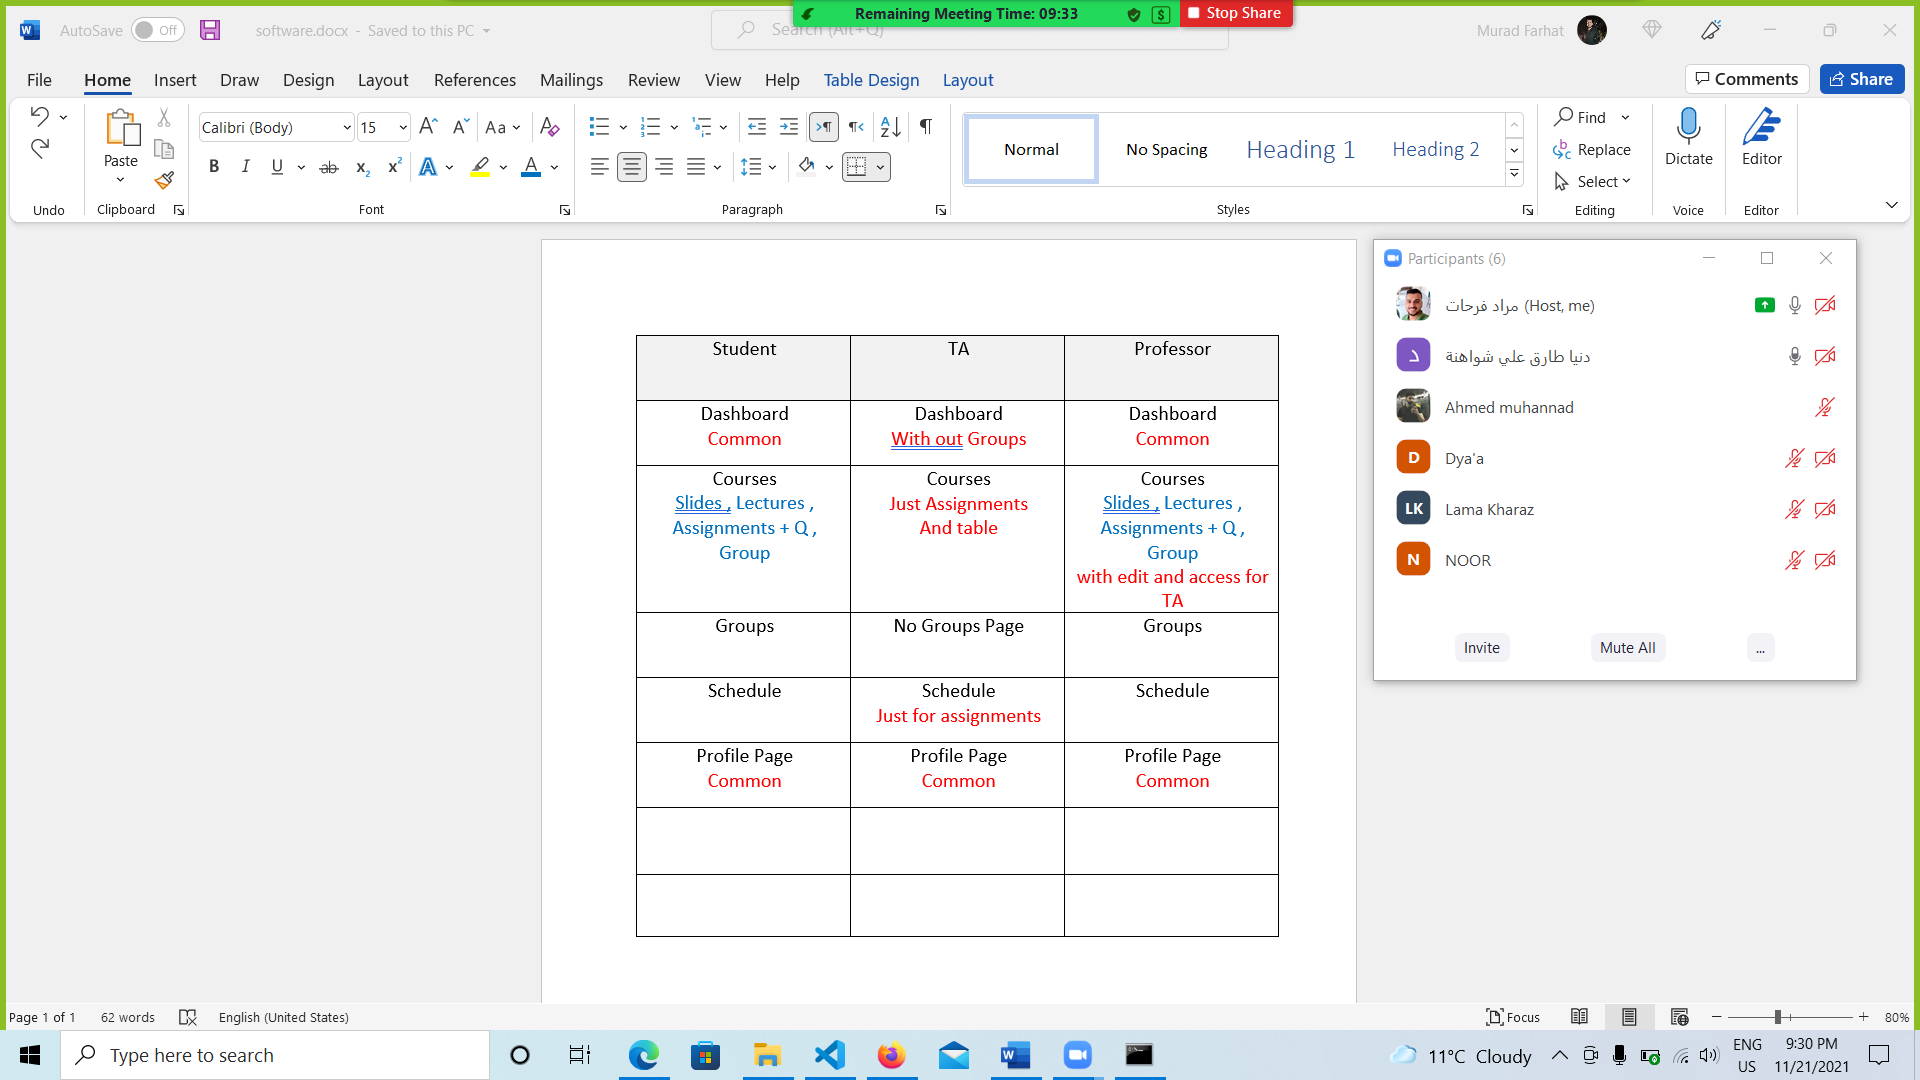 Remaining Meeting Time: 09:33
$
Stop Share
AutoSave
Off
software.docx - Saved to this PC
Search (Alt+Q)
Murad Farhat
File
Home
Insert
Draw
Design
Layout
References
Mailings
Review
View
Help
Table Design
Layout
Comments
Share
Paste
Calibri (Body)
15
Aa
B I U ab x₂ x²
Normal
No Spacing
Heading 1
Heading 2
Find
Replace
Select
Dictate
Editor
Undo
Clipboard
Font
Paragraph
Styles
Editing
Voice
Editor
Student
TA
Professor
Dashboard
Common
Dashboard
With out Groups
Dashboard
Common
Courses
Slides , Lectures ,
Assignments + Q ,
Group
Courses
Just Assignments
And table
Courses
Slides , Lectures ,
Assignments + Q ,
Group
with edit and access for
TA
Groups
No Groups Page
Groups
Schedule
Schedule
Just for assignments
Schedule
Profile Page
Common
Profile Page
Common
Profile Page
Common
Participants (6)
مراد فرحات (Host, me)
د
دنيا طارق علي شواهنة
Ahmed muhannad
D
Dya'a
LK
Lama Kharaz
N
NOOR
Invite
Mute All
...
Page 1 of 1
62 words
English (United States)
Focus
80%
Type here to search
11°C Cloudy
ENG
US
9:30 PM
11/21/2021